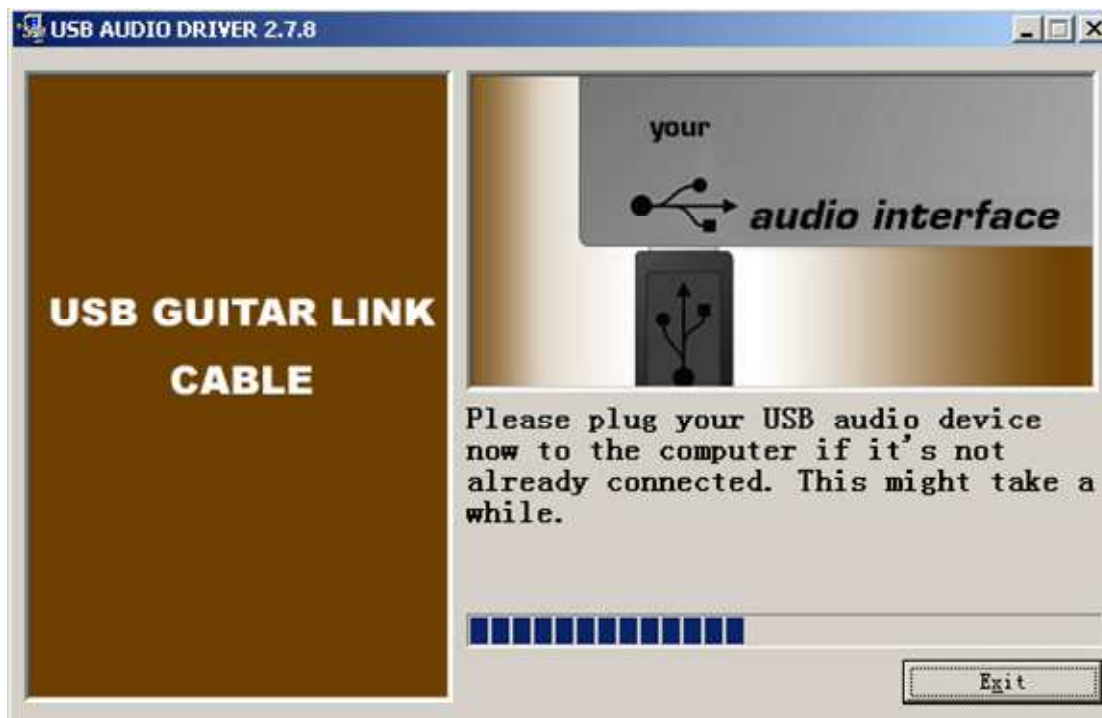 USB AUDIO DRIVER 2.7.8
USB GUITAR LINK
CABLE
your
audio interface
Please plug your USB audio device
now to the computer if it's not
already connected. This might take a
while.
Exit